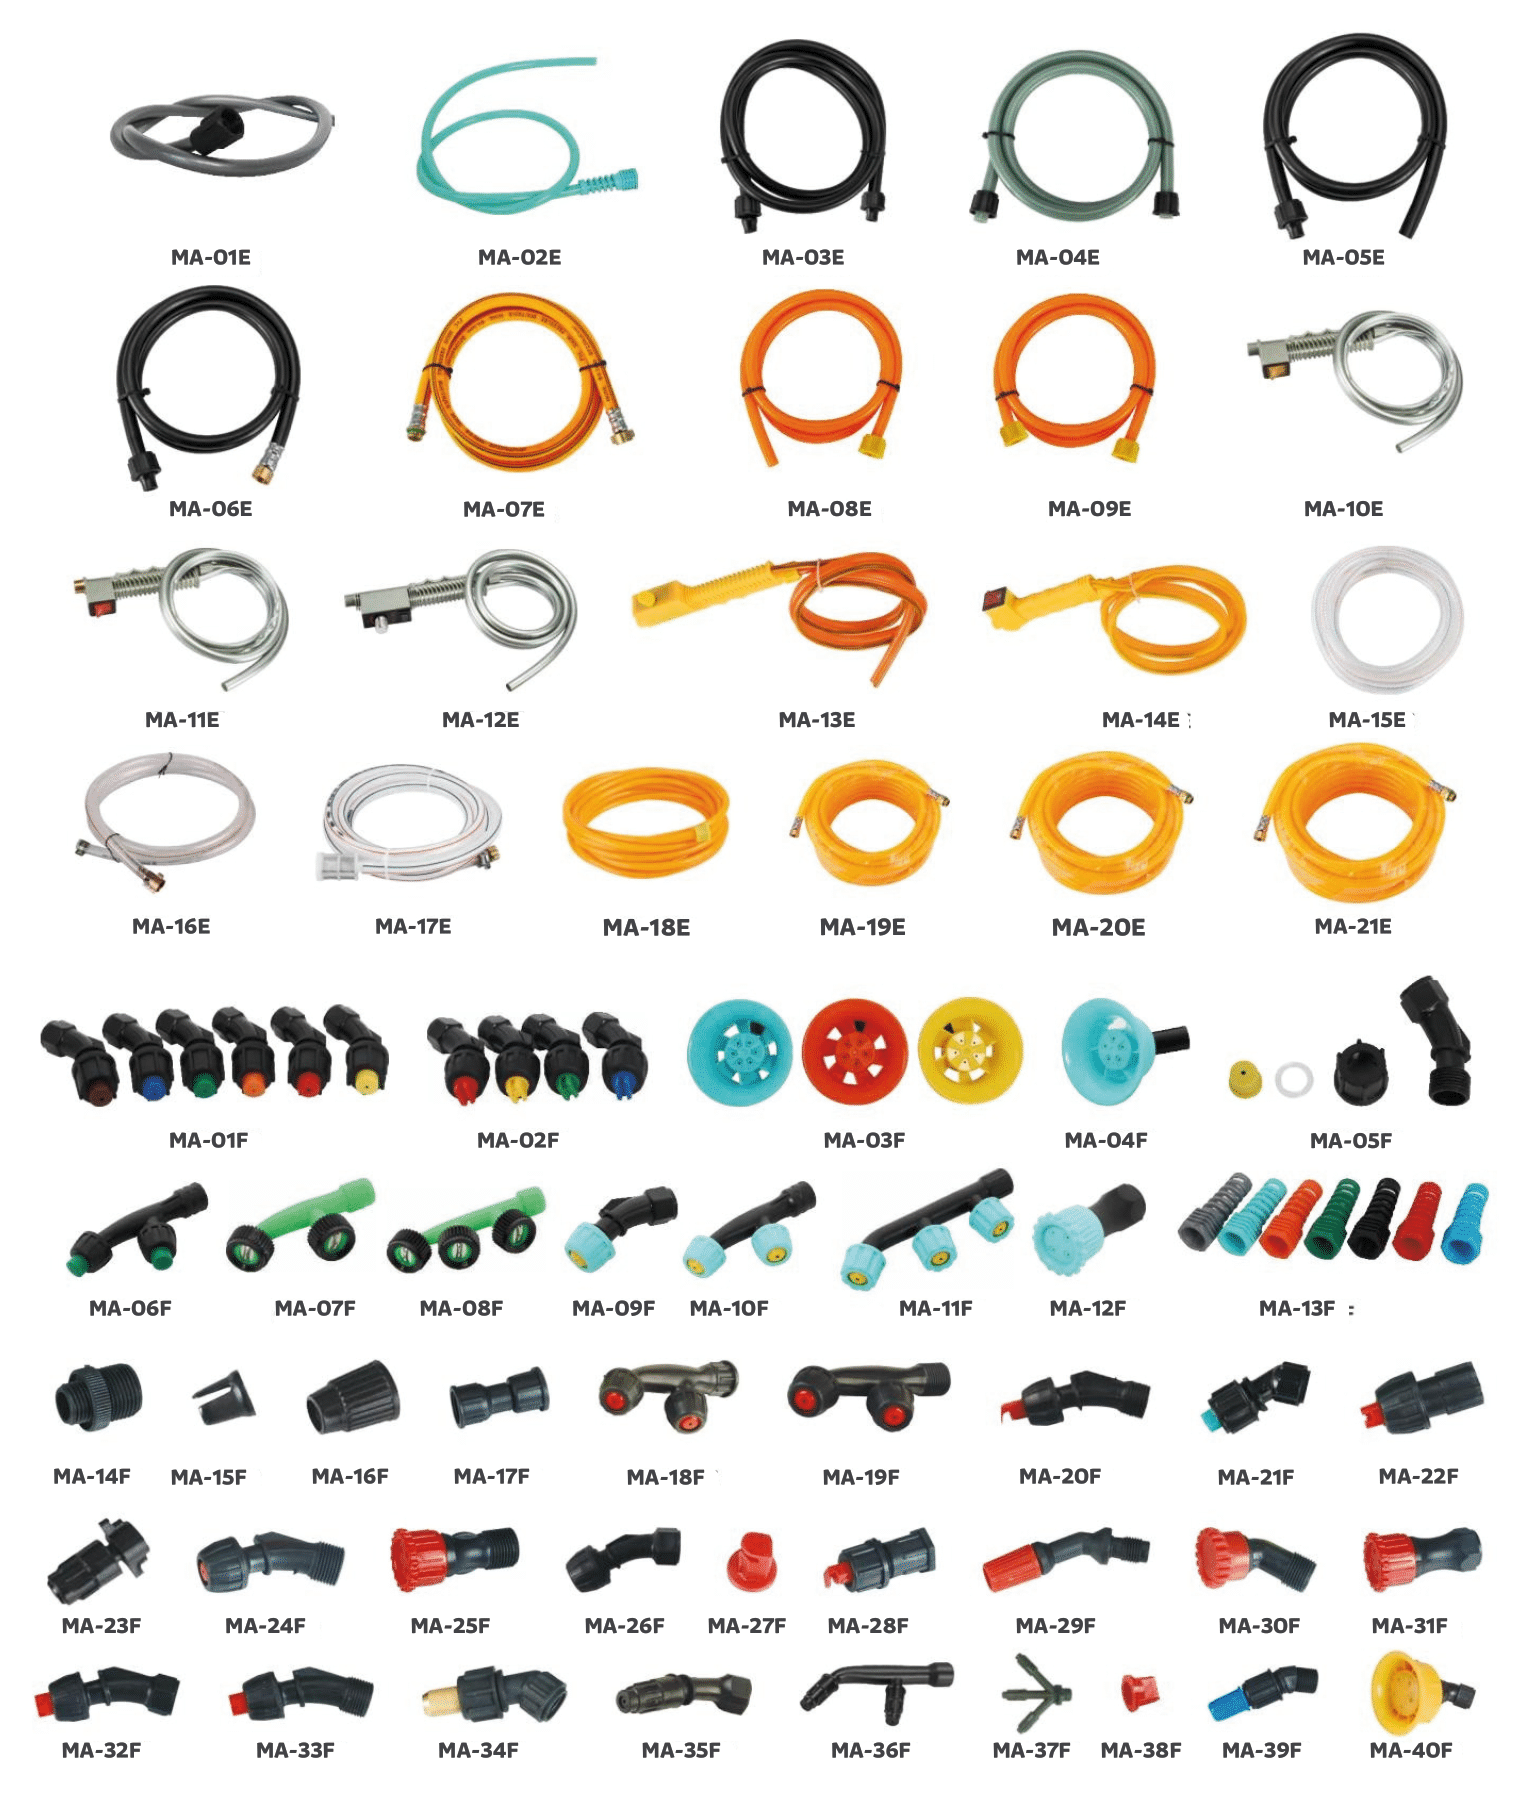 MA-01E MA-02E MA-03E MA-04E MA-05E
MA-06E MA-07E MA-08E MA-09E MA-10E
MA-11E MA-12E MA-13E MA-14E : MA-15E
MA-16E MA-17E MA-18E MA-19E MA-20E MA-21E
MA-01F MA-02F MA-03F MA-04F MA-05F
MA-06F MA-07F MA-08F MA-09F MA-10F MA-11F MA-12F MA-13F :
MA-14F MA-15F MA-16F MA-17F MA-18F MA-19F MA-20F MA-21F MA-22F
MA-23F MA-24F MA-25F MA-26F MA-27F MA-28F MA-29F MA-30F MA-31F
MA-32F MA-33F MA-34F MA-35F MA-36F MA-37F MA-38F MA-39F MA-40F